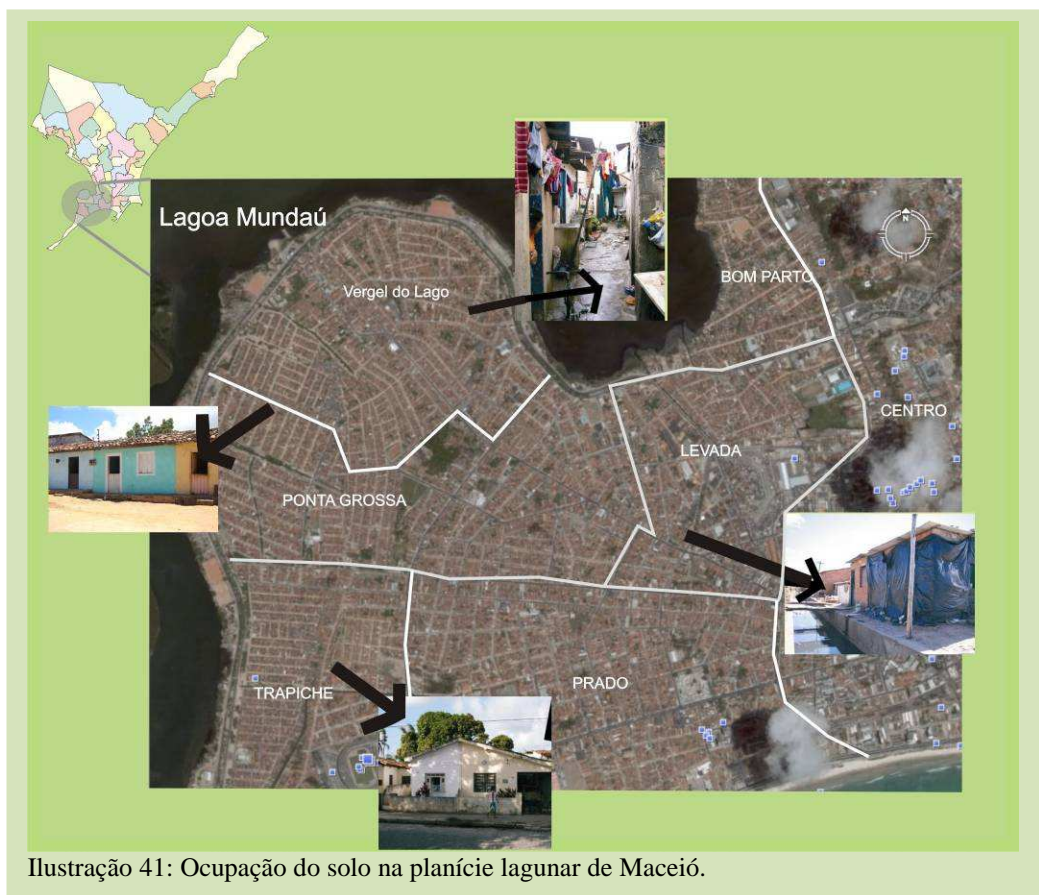 Lagoa Mundaú
N
Vergel do Lago
BOM PARTO
CENTRO
LEVADA
PONTA GROSSA
TRAPICHE
PRADO
Ilustração 41: Ocupação do solo na planície lagunar de Maceió.